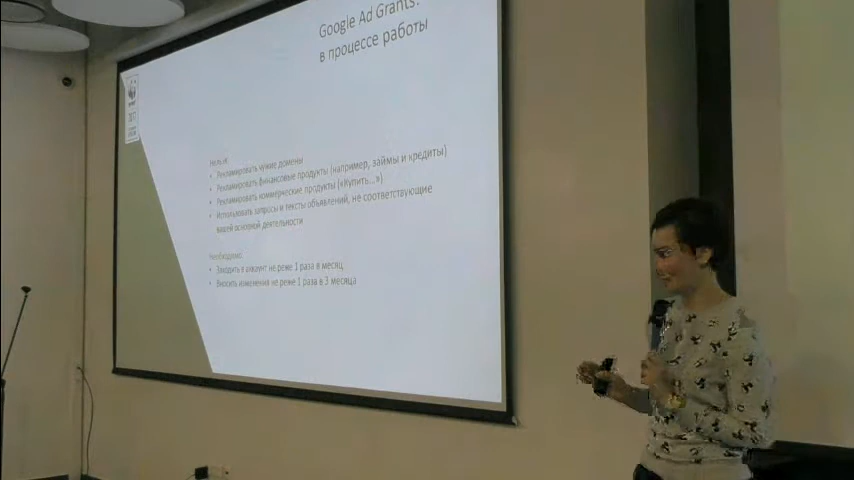 Google Ad Grants:
в процессе работы
Нельзя:
• Рекламировать чужие домены
• Рекламировать финансовые продукты (например, займы и кредиты)
• Рекламировать коммерческие продукты («Купить...»)
• Использовать запросы и тексты объявлений, не соответствующие
вашей основной деятельности
Необходимо:
• Заходить в аккаунт не реже 1 раза в месяц
• Вносить изменения не реже 1 раза в 3 месяца